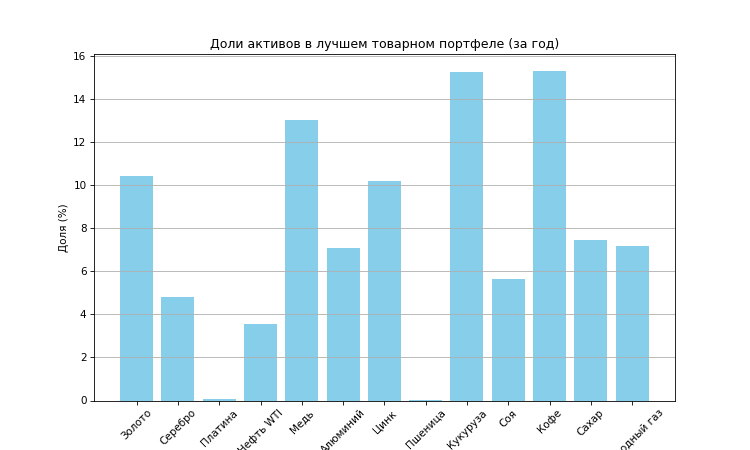 Доли активов в лучшем товарном портфеле (за год)
Доля (%)
16
14
12
10
8
6
4
2
0
Золото
Серебро
Платина
Нефть WTI
Медь
Алюминий
Цинк
Пшеница
Кукуруза
Соя
Кофе
Сахар
газ